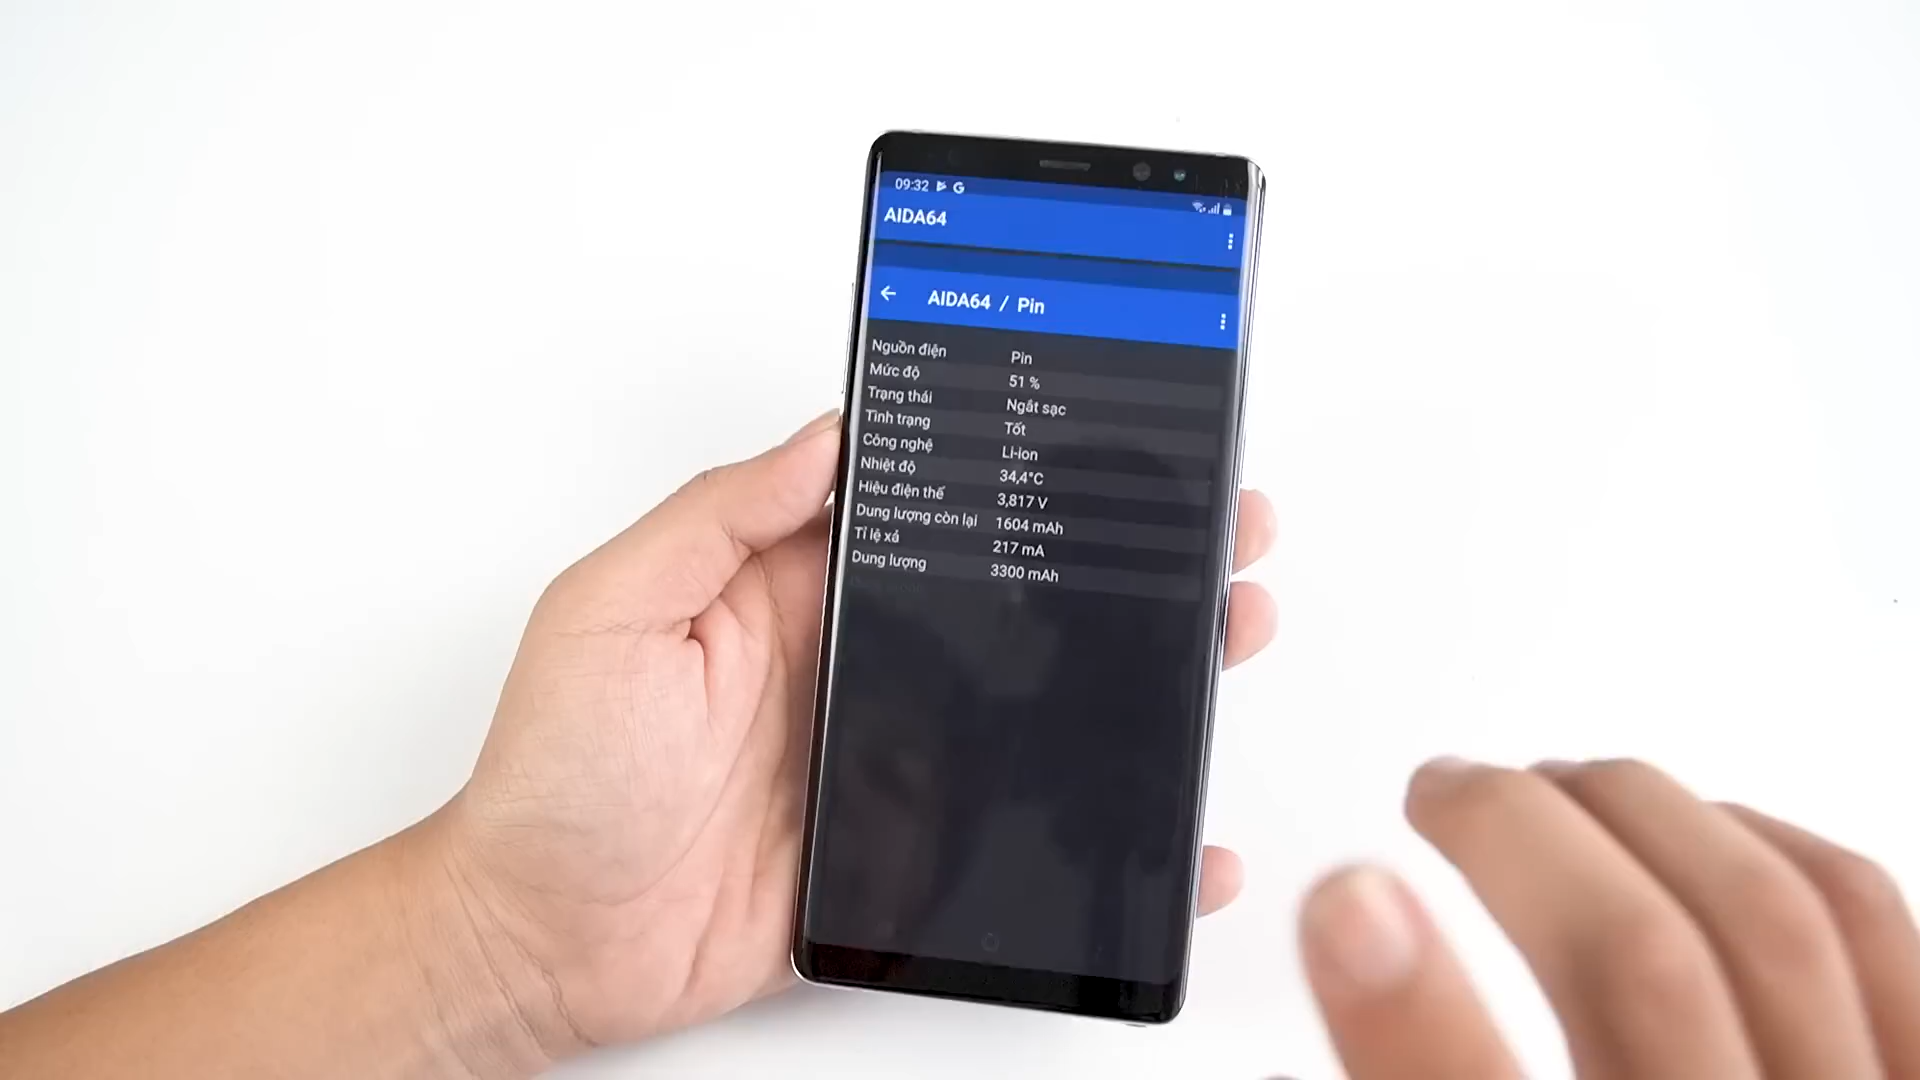 09:32
AIDA64
AIDA64 / Pin
Nguồn điện Pin
Mức độ 51 %
Trạng thái Ngắt sạc
Tình trạng Tốt
Công nghệ Li-ion
Nhiệt độ 34,4°C
Hiệu điện thế 3,817 V
Dung lượng còn lại 1604 mAh
Tỉ lệ xả 217 mA
Dung lượng 3300 mAh